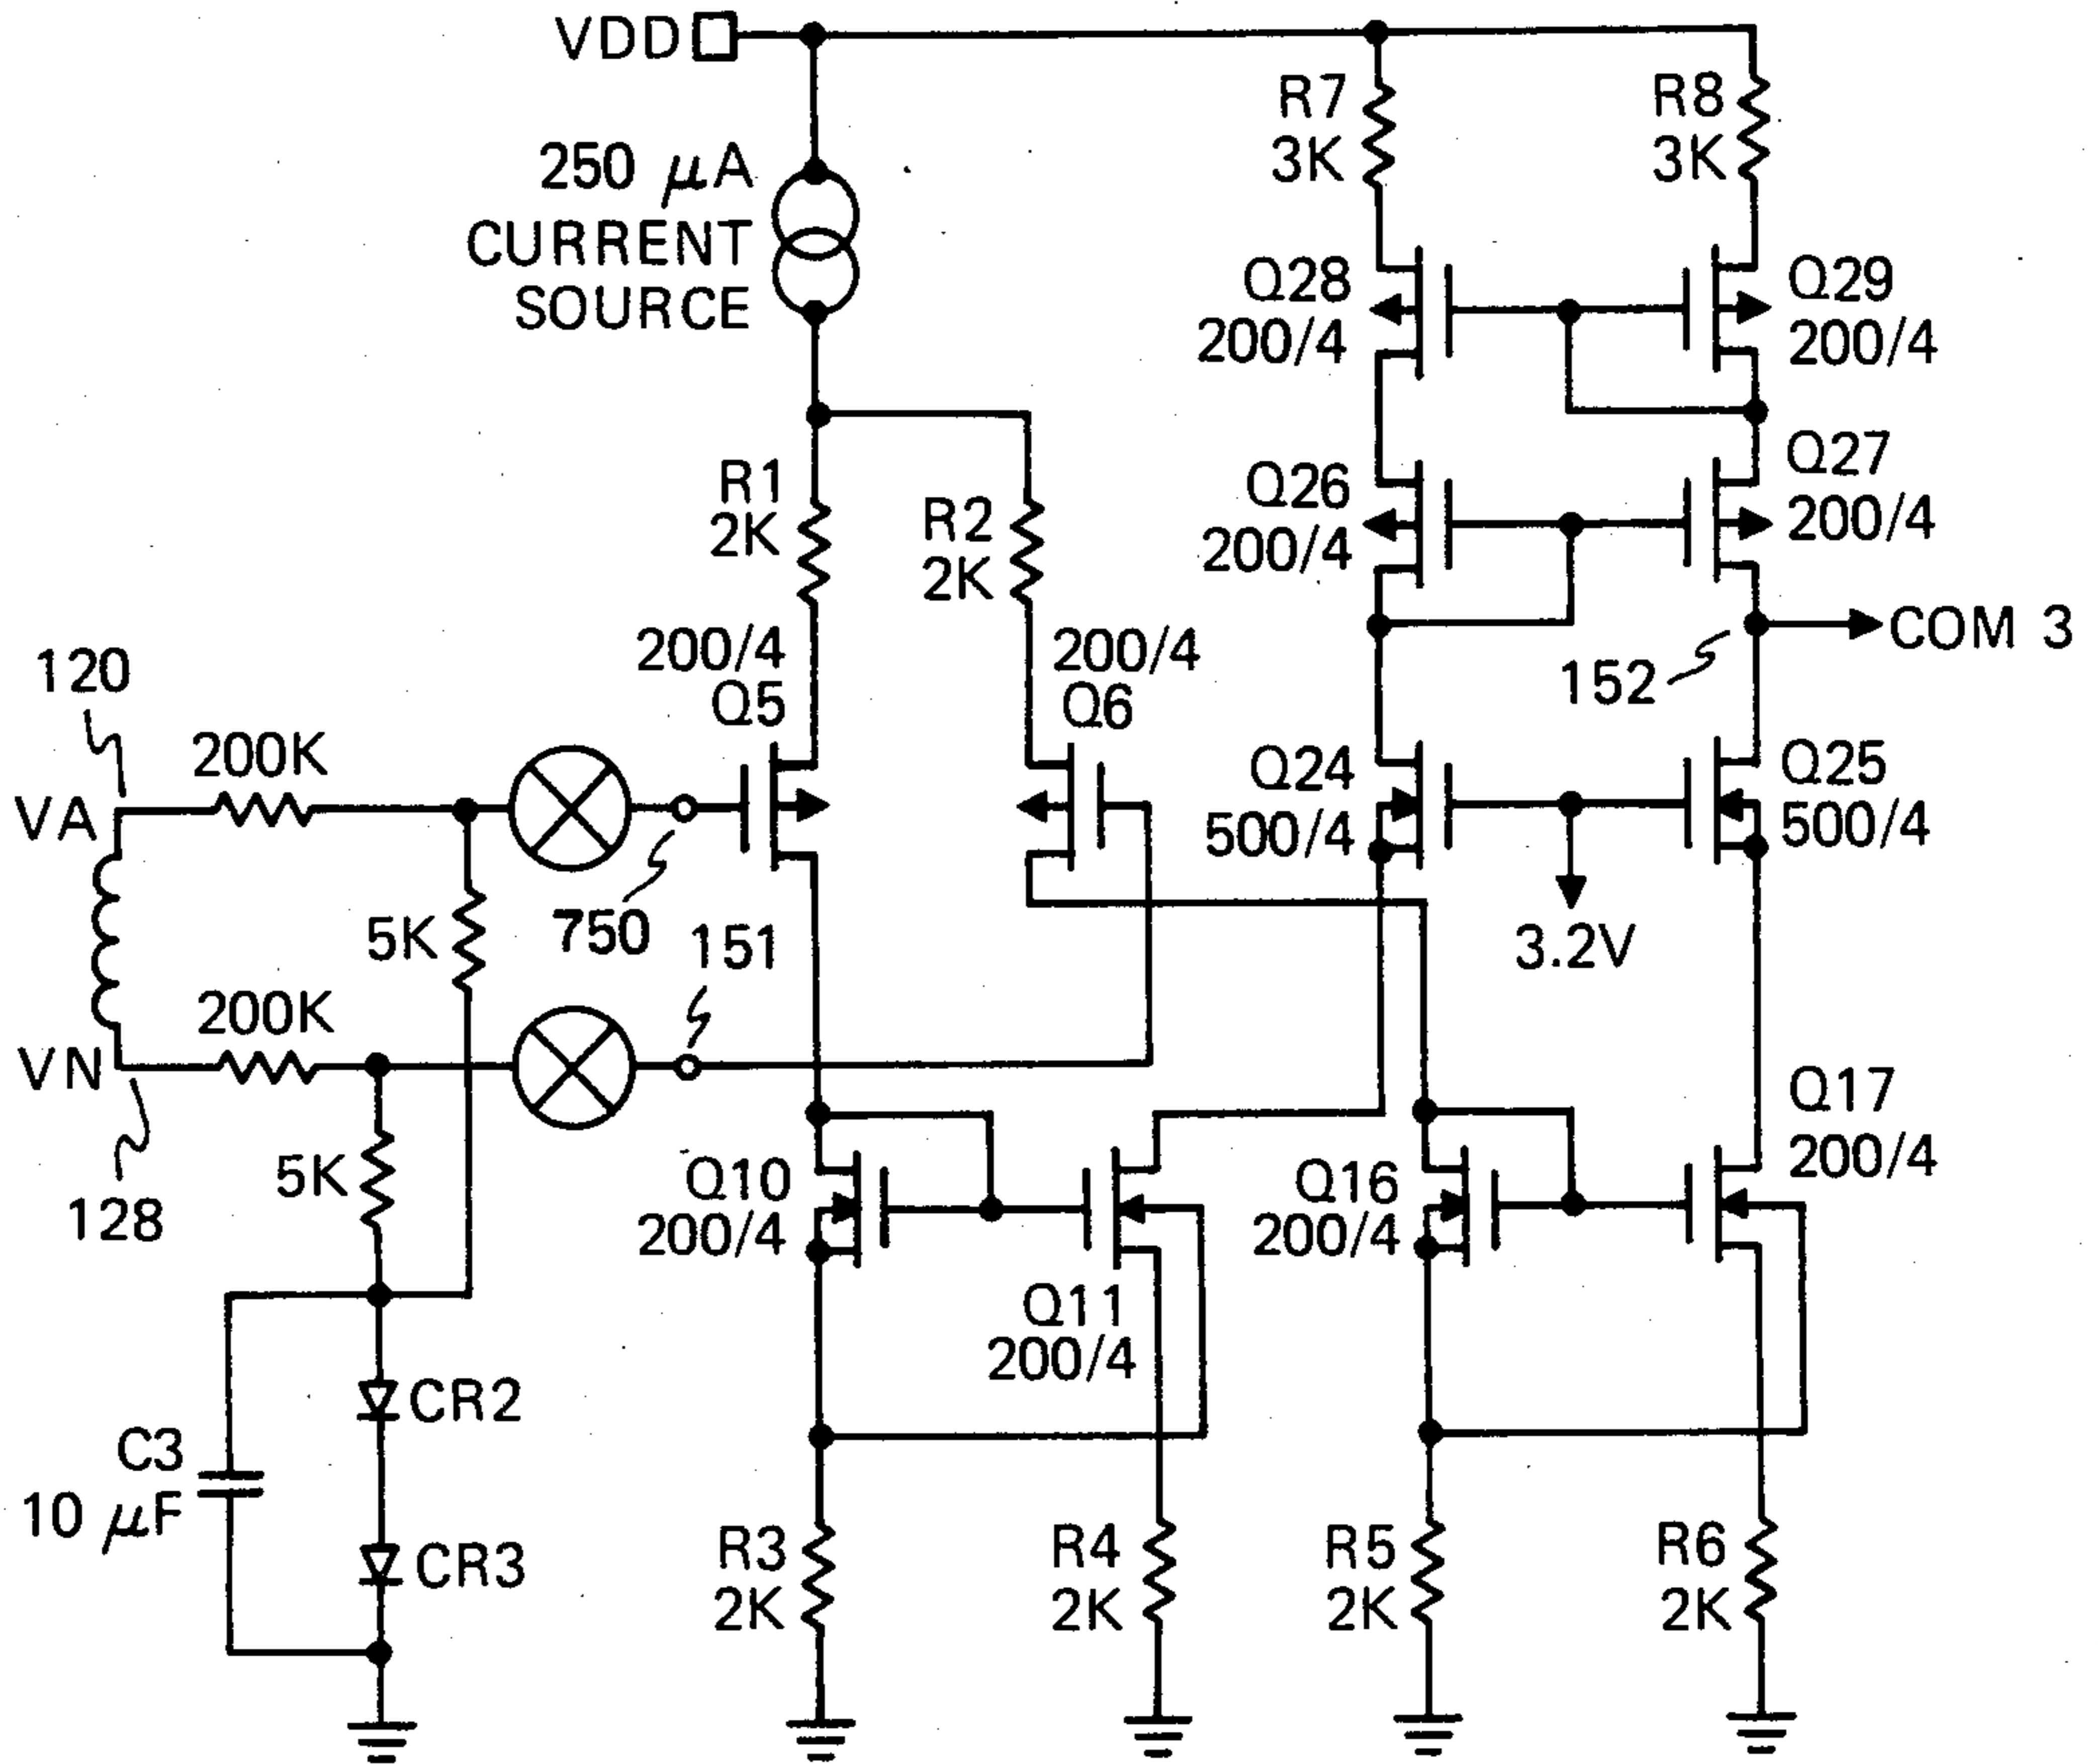 VDD
250 µA
CURRENT
SOURCE
R7
3K
R8
3K
Q28
200/4
Q29
200/4
R1
2K
R2
2K
Q26
200/4
Q27
200/4
COM 3
152
200/4
Q5
200/4
Q6
120
200K
VA
Q24
500/4
Q25
500/4
5K
750
151
3.2V
200K
VN
128
5K
Q10
200/4
Q11
200/4
Q16
200/4
Q17
200/4
CR2
C3
10 µF
CR3
R3
2K
R4
2K
R5
2K
R6
2K